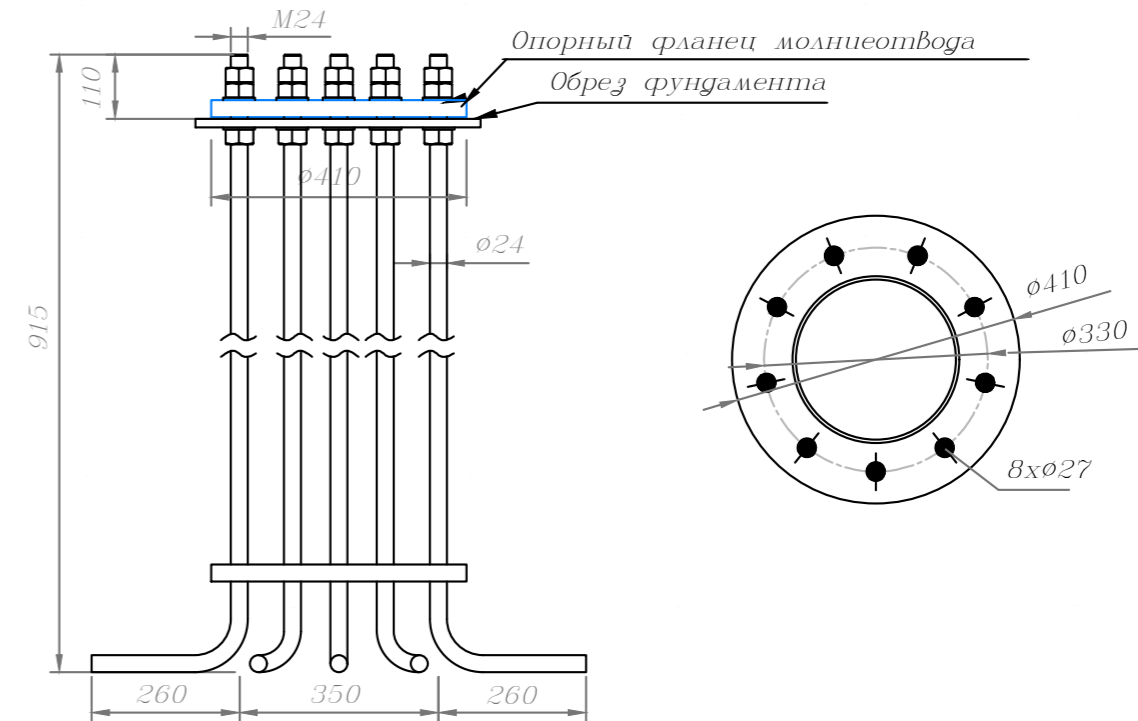 M24
Опорный фланец молниеотвода
Обрез фундамента
110
ø410
ø24
915
ø410
ø330
8xø27
260
350
260